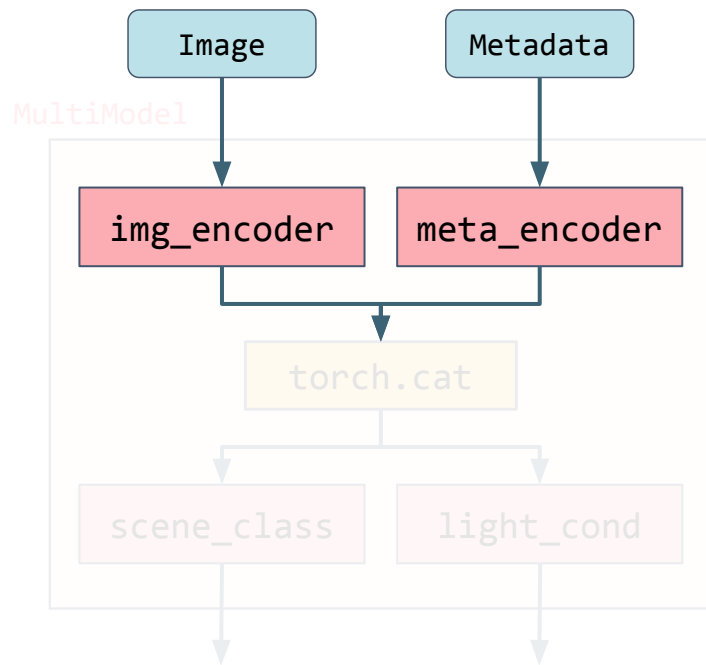 Image
Metadata
MultiModel
img_encoder
meta_encoder
torch.cat
scene_class
light_cond